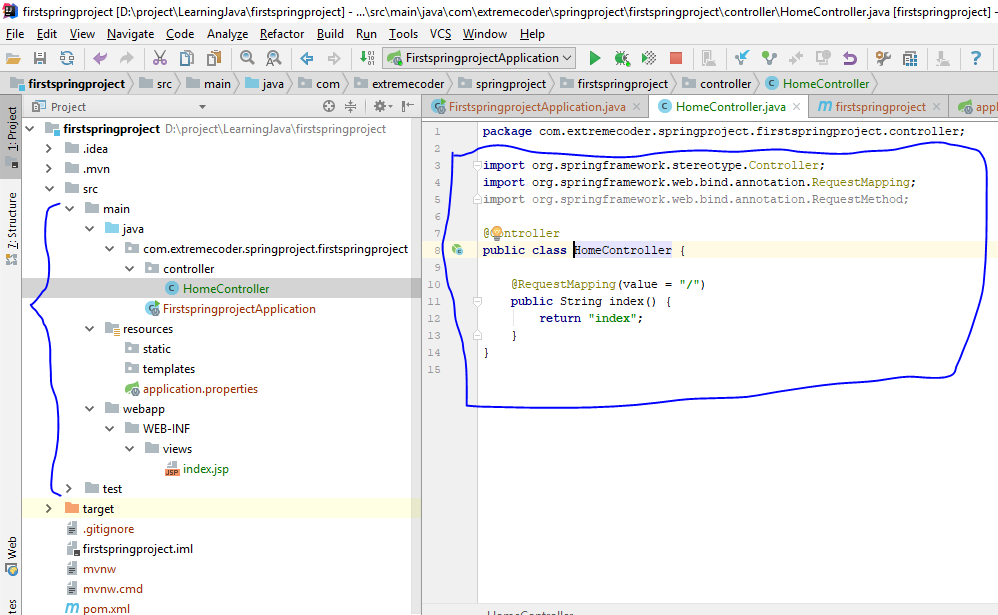 firstspringproject [D:\project\LearningJava\firstspringproject] - ...\src\main\java\com\extremecoder\springproject\firstspringproject\controller\HomeController.java [firstspringproject] -
File Edit View Navigate Code Analyze Refactor Build Run Tools VCS Window Help
FirstspringprojectApplication
firstspringproject src main java com extremecoder springproject firstspringproject controller HomeController
Project
FirstspringprojectApplication.java HomeController.java firstspringproject app
1: Project
7: Structure
Web
firstspringproject D:\project\LearningJava\firstspringproject
.idea
.mvn
src
main
java
com.extremecoder.springproject.firstspringproject
controller
HomeController
FirstspringprojectApplication
resources
static
templates
application.properties
webapp
WEB-INF
views
index.jsp
test
target
.gitignore
firstspringproject.iml
mvnw
mvnw.cmd
pom.xml
1 package com.extremecoder.springproject.firstspringproject.controller;
2
3 import org.springframework.stereotype.Controller;
4 import org.springframework.web.bind.annotation.RequestMapping;
5 import org.springframework.web.bind.annotation.RequestMethod;
6
7 @ ntroller
8 public class HomeController {
9
10 @RequestMapping(value = "/")
11 public String index() {
12 return "index";
13 }
14 }
15